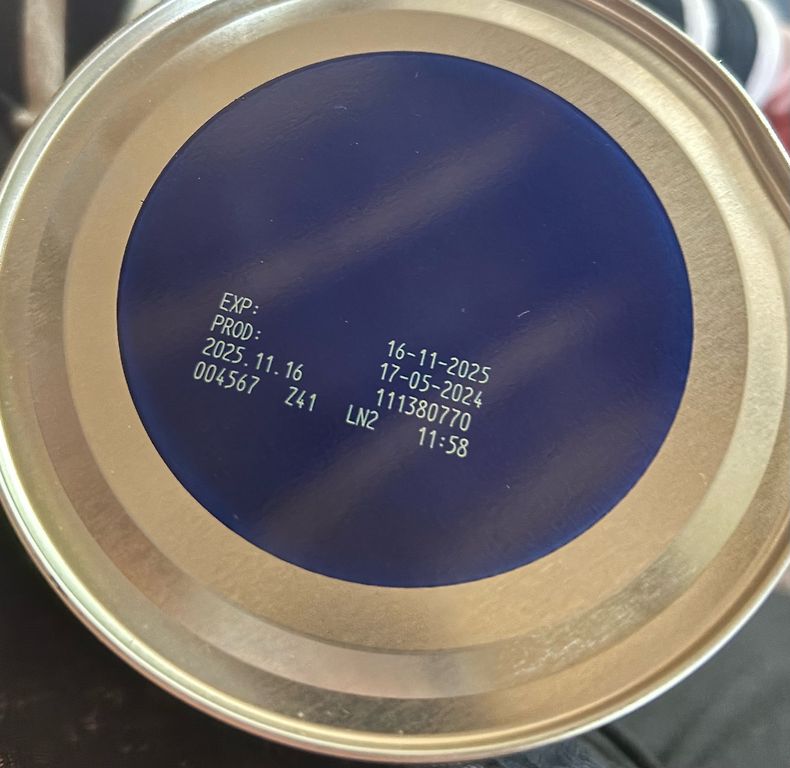 EXP: 16-11-2025
PROD: 17-05-2024
2025.11.16 111380770
004567 Z41 LN2 11:58